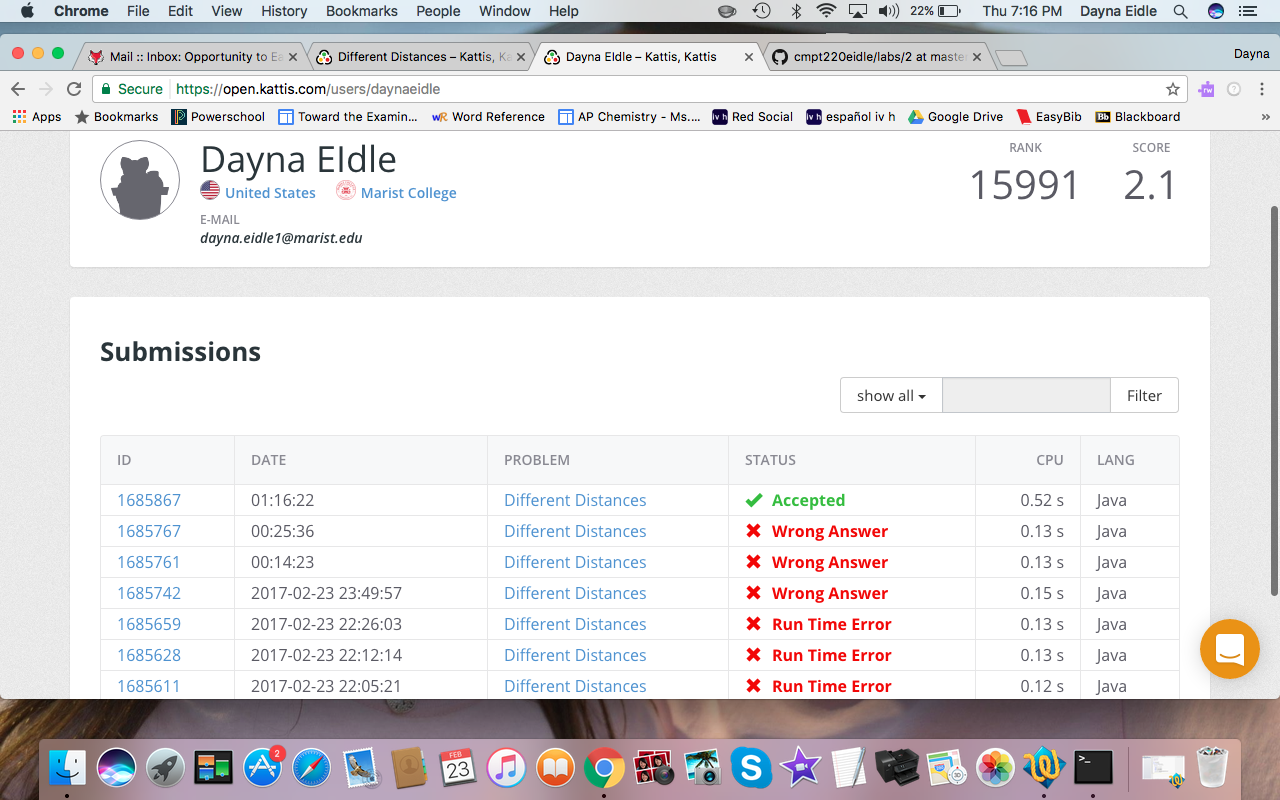 Chrome File Edit View History Bookmarks People Window Help 22% Thu 7:16 PM Dayna Eidle
Mail :: Inbox: Opportunity to Ea Different Distances – Kattis, Ka Dayna EIdle – Kattis, Kattis cmpt220eidle/labs/2 at maste Dayna
Secure https://open.kattis.com/users/daynaeidle rw
Apps Bookmarks Powerschool Toward the Examin... wR Word Reference AP Chemistry - Ms.... iv h Red Social iv h español iv h Google Drive EasyBib Bb Blackboard »
Dayna EIdle
United States Marist College
E-MAIL
dayna.eidle1@marist.edu
RANK SCORE
15991 2.1
Submissions
show all Filter
ID DATE PROBLEM STATUS CPU LANG
1685867 01:16:22 Different Distances Accepted 0.52 s Java
1685767 00:25:36 Different Distances Wrong Answer 0.13 s Java
1685761 00:14:23 Different Distances Wrong Answer 0.13 s Java
1685742 2017-02-23 23:49:57 Different Distances Wrong Answer 0.15 s Java
1685659 2017-02-23 22:26:03 Different Distances Run Time Error 0.13 s Java
1685628 2017-02-23 22:12:14 Different Distances Run Time Error 0.13 s Java
1685611 2017-02-23 22:05:21 Different Distances Run Time Error 0.12 s Java
2 FEB 23 S >_